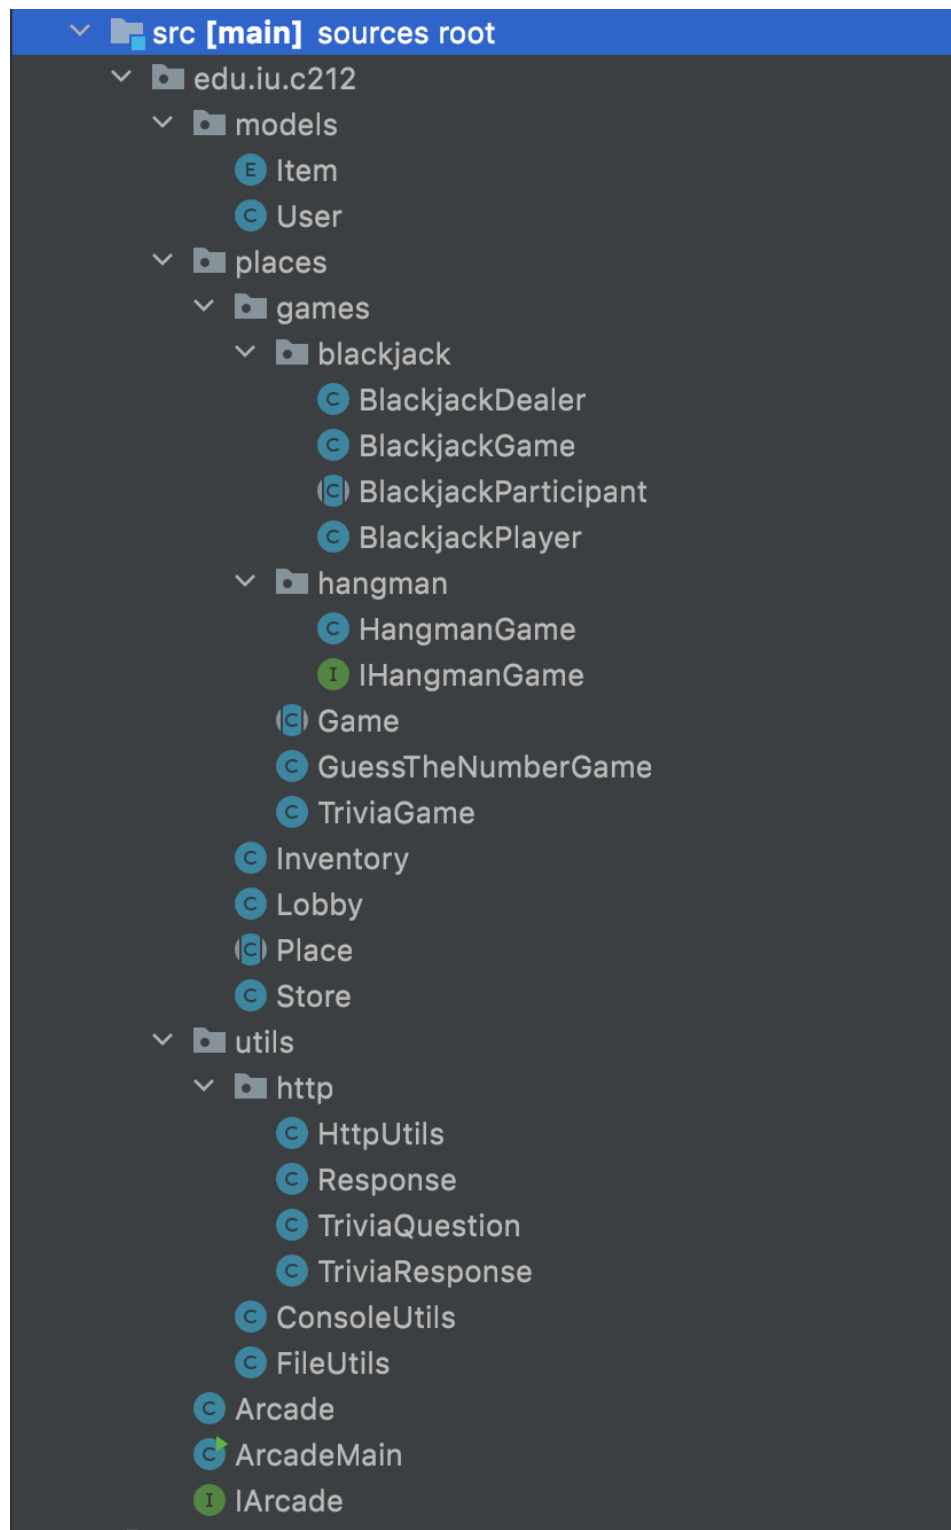 src [main] sources root
edu.iu.c212
models
E Item
C User
places
games
blackjack
C BlackjackDealer
C BlackjackGame
C BlackjackParticipant
C BlackjackPlayer
hangman
C HangmanGame
I IHangmanGame
C Game
C GuessTheNumberGame
C TriviaGame
C Inventory
C Lobby
C Place
C Store
utils
http
C HttpUtils
C Response
C TriviaQuestion
C TriviaResponse
C ConsoleUtils
C FileUtils
C Arcade
C ArcadeMain
I IArcade